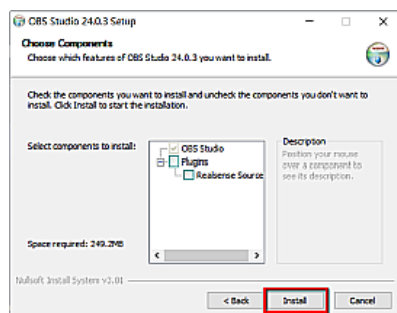 OBS Studio 24.0.3 Setup
Choose Components
Choose which features of OBS Studio 24.0.3 you want to install.
Check the components you want to install and uncheck the components you don't want to
install. Click Install to start the installation.
Select components to install:
OBS Studio
Plugins
Realsense Source
Description
Position your mouse
over a component to
see its description.
Space required: 249.2MB
Nullsoft Install System v3.01
< Back
Install
Cancel